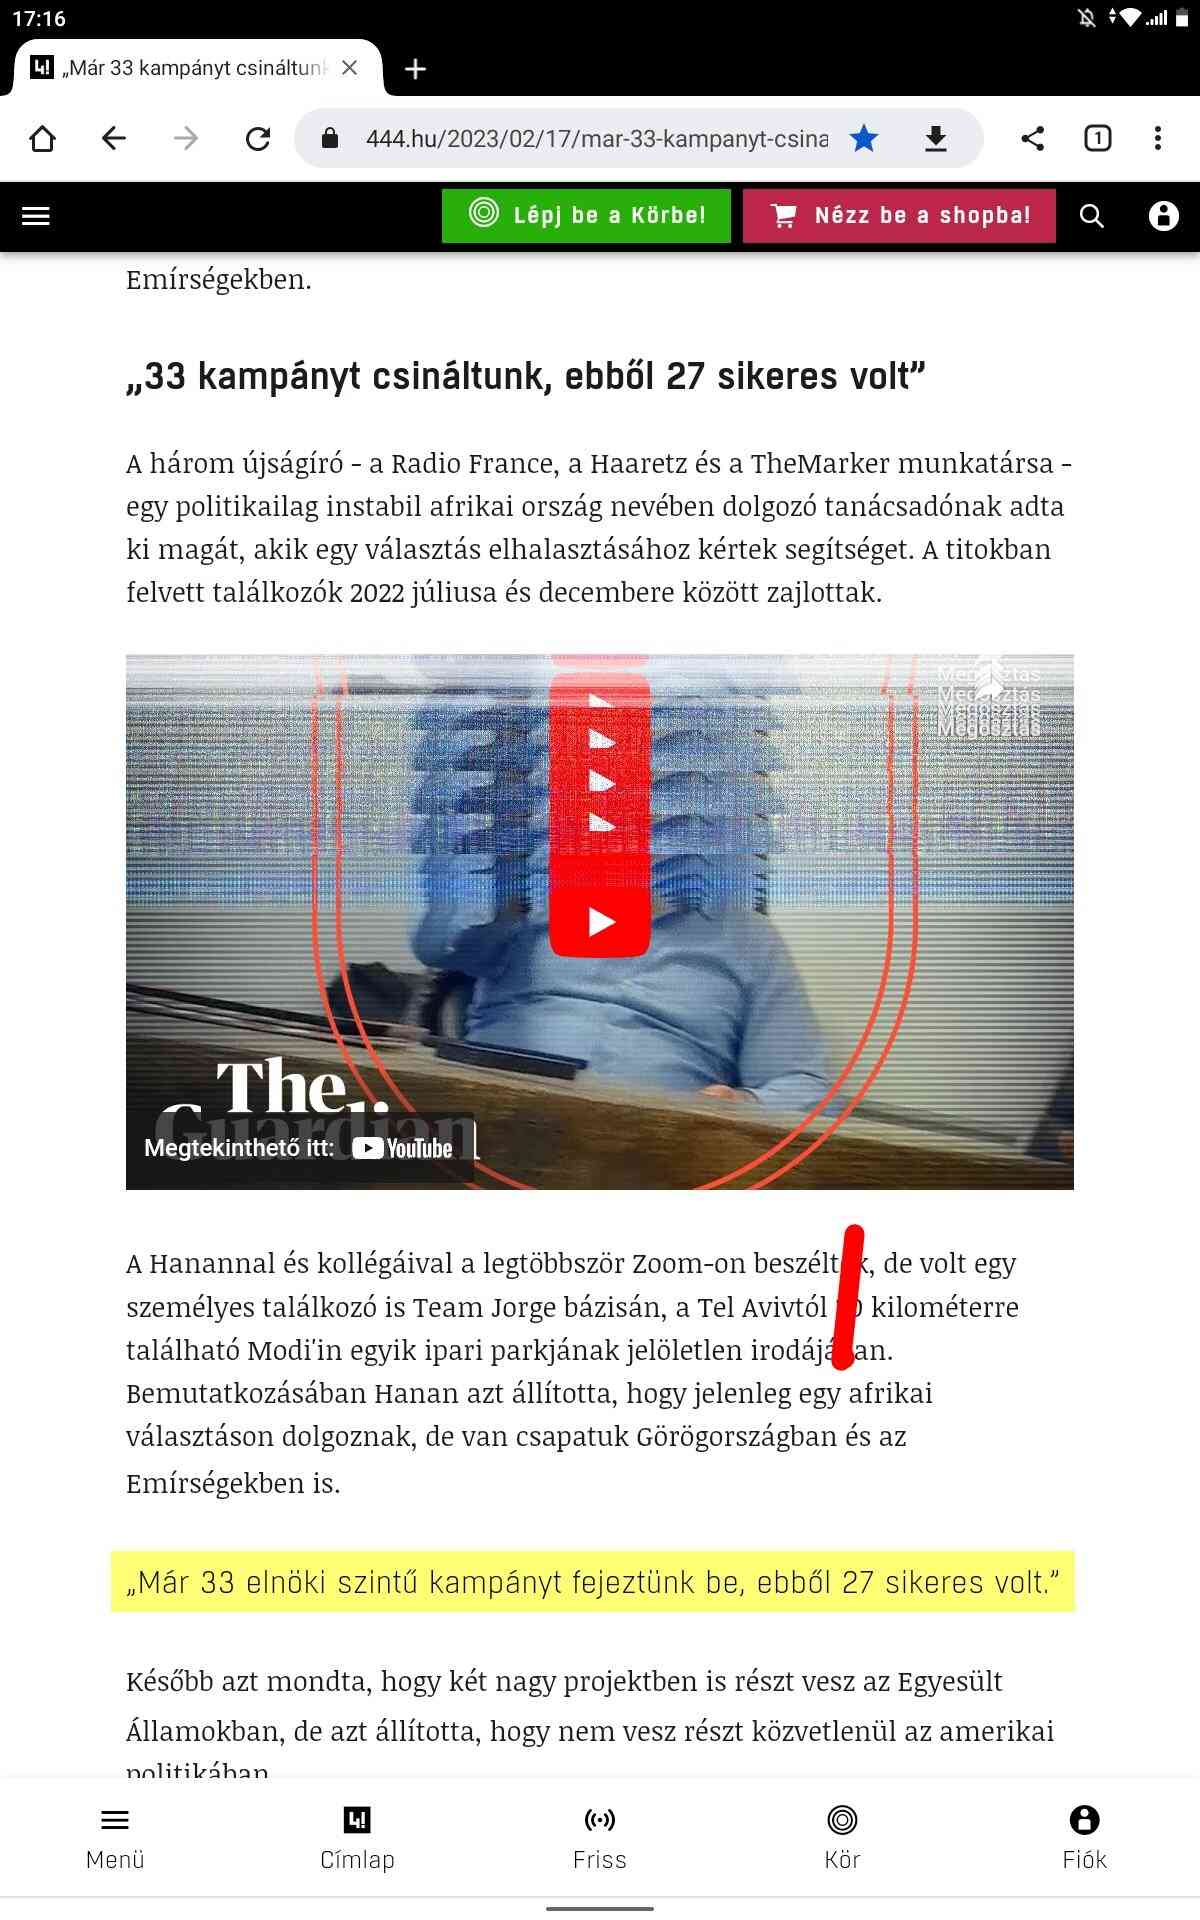 17:16
„Már 33 kampányt csináltunk
444.hu/2023/02/17/mar-33-kampanyt-csina
1
Lépj be a Körbe!
Nézz be a shopba!
Emírségekben.
„33 kampányt csináltunk, ebből 27 sikeres volt”
A három újságíró - a Radio France, a Haaretz és a TheMarker munkatársa -
egy politikailag instabil afrikai ország nevében dolgozó tanácsadónak adta
ki magát, akik egy választás elhalasztásához kértek segítséget. A titokban
felvett találkozók 2022 júliusa és decembere között zajlottak.
Megosztás
Megosztás
Megosztás
Megosztás
The
Guardian
Megtekinthető itt: YouTube
A Hanannal és kollégáival a legtöbbször Zoom-on de volt egy
személyes találkozó is Team Jorge bázisán, a Tel Avivtól kilométerre
található Modi'in egyik ipari parkjának jelöletlen
Bemutatkozásában Hanan azt állította, hogy jelenleg egy afrikai
választáson dolgoznak, de van csapatuk Görögországban és az
Emírségekben is.
„Már 33 elnöki szintű kampányt fejeztünk be, ebből 27 sikeres volt.”
Később azt mondta, hogy két nagy projektben is részt vesz az Egyesült
Államokban, de azt állította, hogy nem vesz részt közvetlenül az amerikai
politikában
Menü
4!
Címlap
Friss
Kör
Fiók